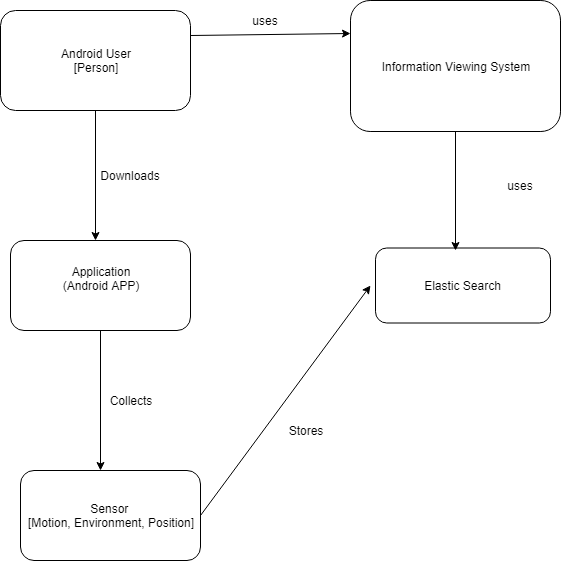 uses
Android User
[Person]
Information Viewing System
Downloads
uses
Application
(Android APP)
Elastic Search
Collects
Stores
Sensor
[Motion, Environment, Position]